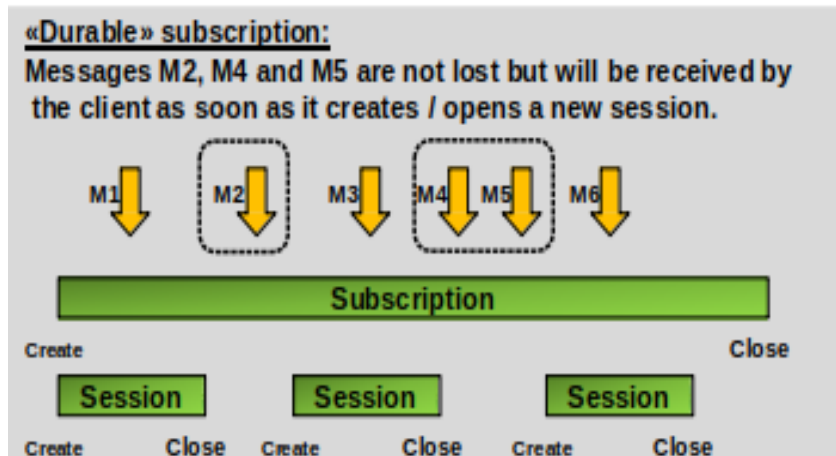 «Durable» subscription:
Messages M2, M4 and M5 are not lost but will be received by
the client as soon as it creates / opens a new session.
M1 M2 M3 M4 M5 M6
Subscription
Create Close
Session Session Session
Create Close Create Close Create Close